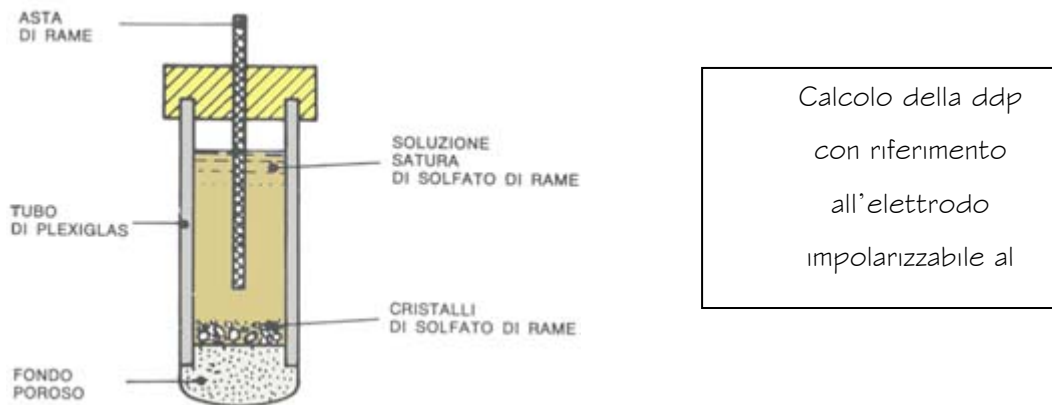 ASTA
DI RAME
SOLUZIONE
SATURA
DI SOLFATO DI RAME
TUBO
DI PLEXIGLAS
CRISTALLI
DI SOLFATO DI RAME
FONDO
POROSO
Calcolo della ddp
con riferimento
all'elettrodo
impolarizzabile al